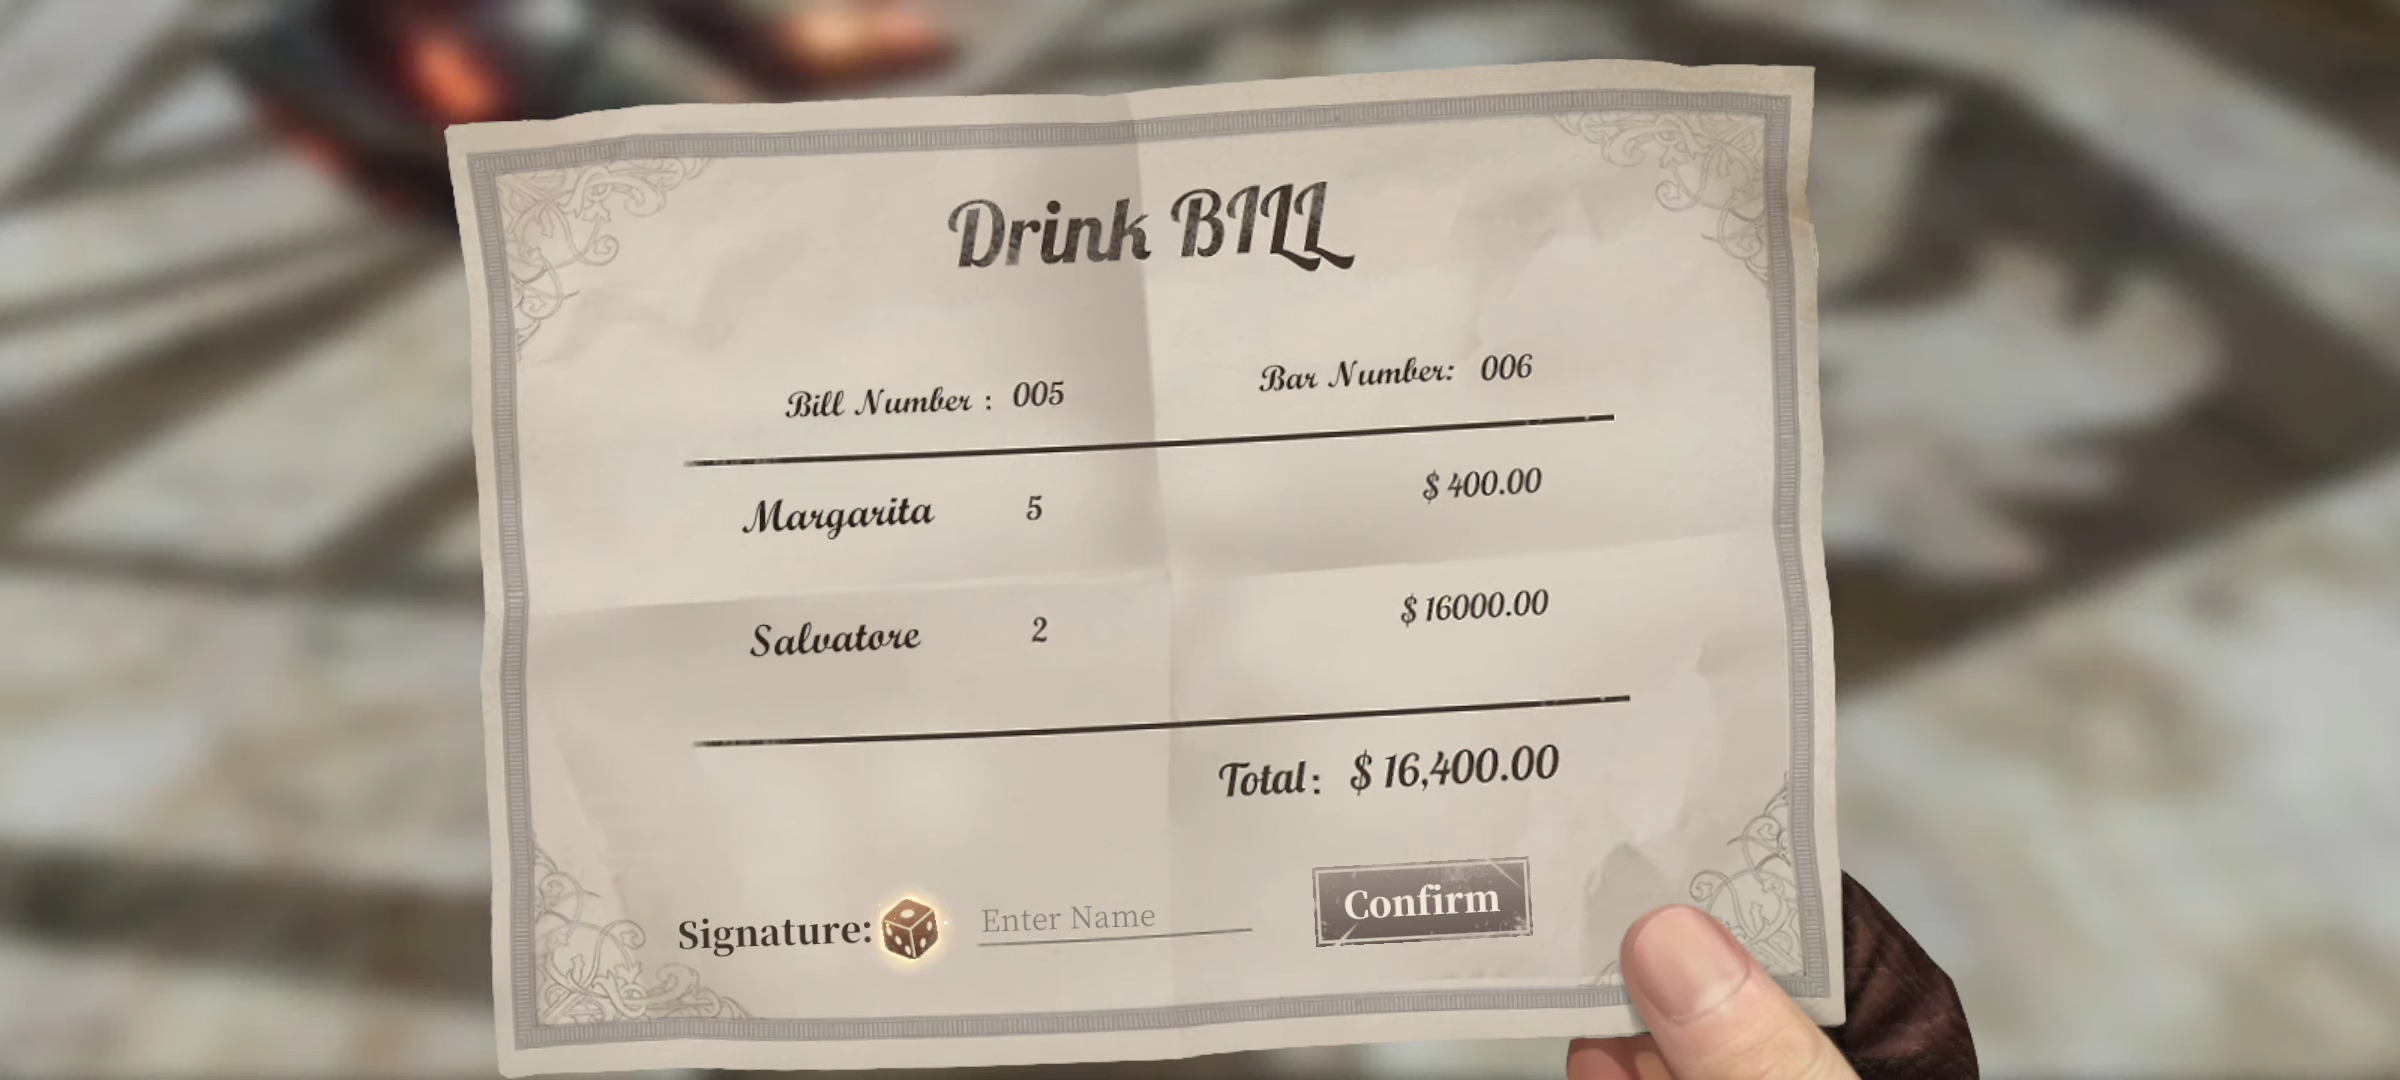 Drink BILL
Bill Number : 005 Bar Number: 006
Margarita 5 $ 400.00
Salvatore 2 $ 16000.00
Total: $ 16,400.00
Signature: Enter Name Confirm